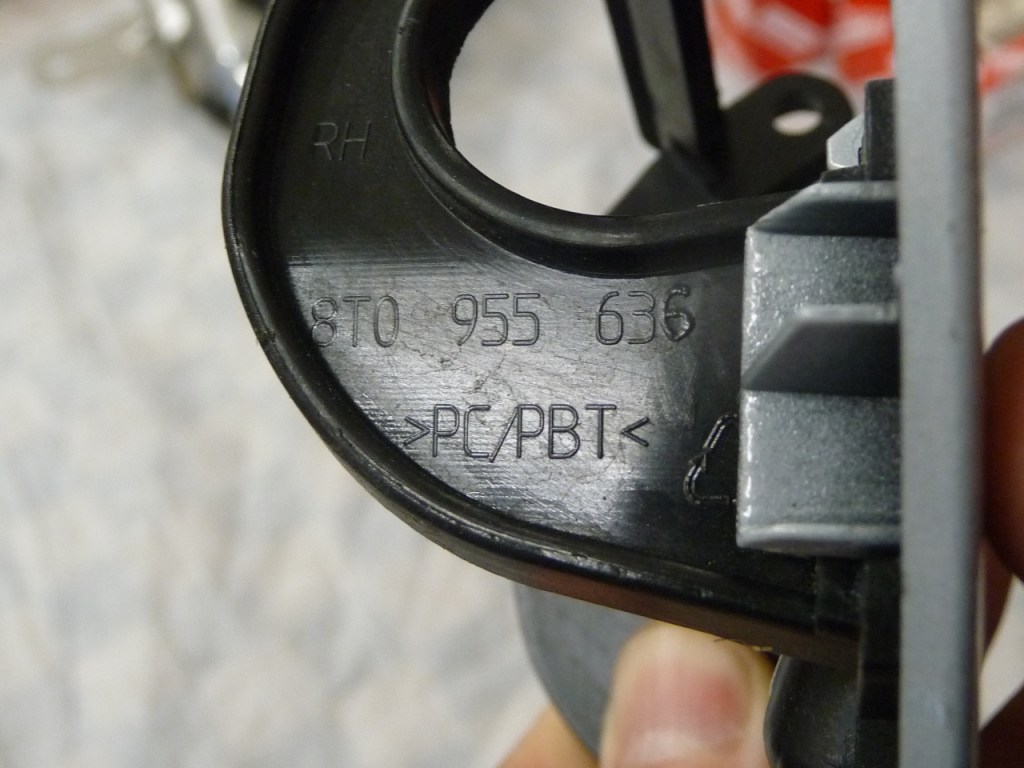 RH
8T0 955 636
>PC/PBT<